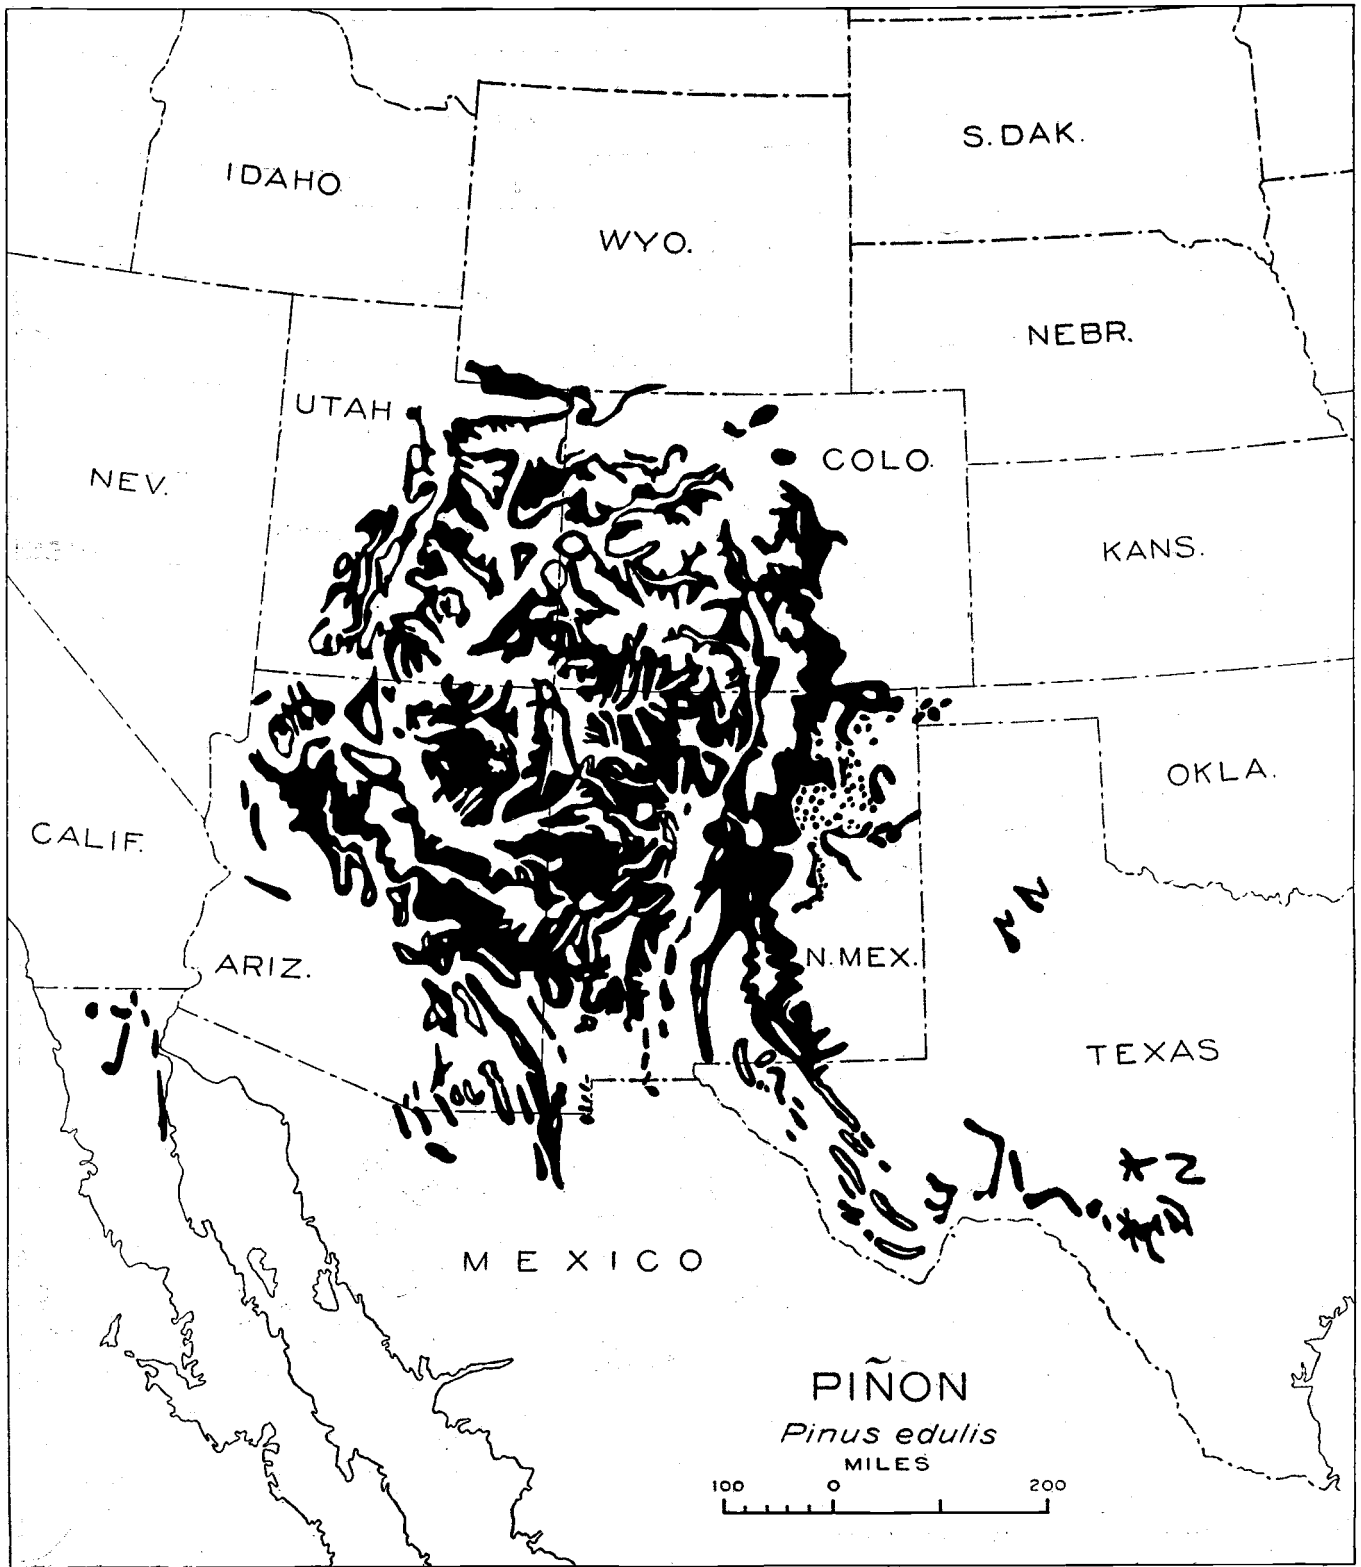 IDAHO
S. DAK.
WYO.
NEBR.
UTAH
NEV.
COLO.
KANS.
OKLA.
CALIF.
ARIZ.
N. MEX.
TEXAS
MEXICO
PIÑON
Pinus edulis
MILES
100 0 200